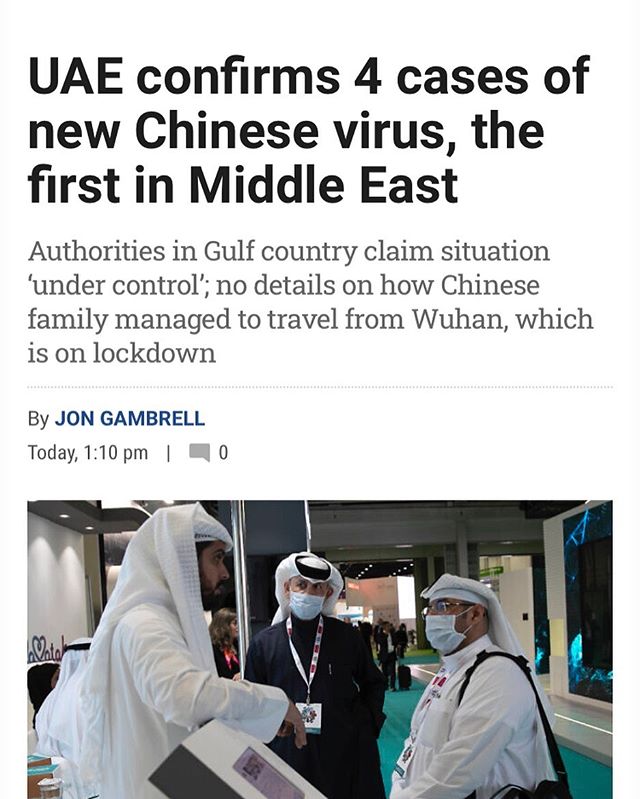 UAE confirms 4 cases of
new Chinese virus, the
first in Middle East
Authorities in Gulf country claim situation
‘under control’; no details on how Chinese
family managed to travel from Wuhan, which
is on lockdown
By JON GAMBRELL
Today, 1:10 pm | 0